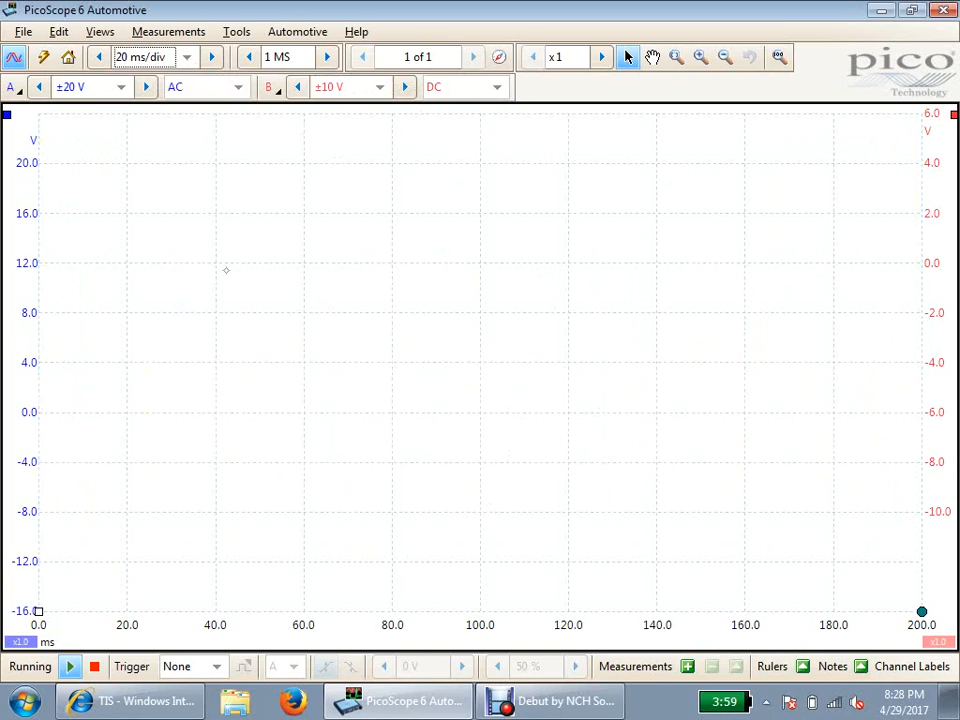 PicoScope 6 Automotive
File Edit Views Measurements Tools Automotive Help
20 ms/div 1 MS 1 of 1 x1
pico
Technology
A ±20 V AC B ±10 V DC
6.0
V V
20.0 4.0
16.0 2.0
12.0 0.0
8.0 -2.0
4.0 -4.0
0.0 -6.0
-4.0 -8.0
-8.0 -10.0
-12.0
-16.0
0.0 20.0 40.0 60.0 80.0 100.0 120.0 140.0 160.0 180.0 200.0
x1.0 ms x1.0
Running Trigger None A 0 V 50 % Measurements Rulers Notes Channel Labels
TIS - Windows Int... PicoScope 6 Automo... Debut by NCH So... 3:59
8:28 PM
4/29/2017